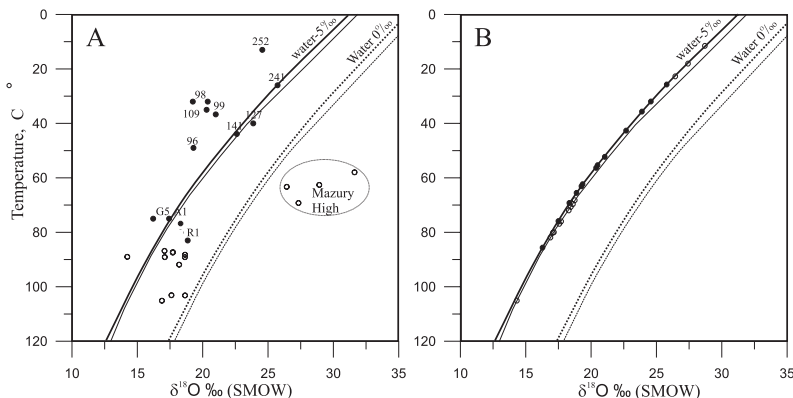 A
B
0
20
40
60
80
100
120
Temperature, C °
10
15
20
25
30
35
δ18O ‰ (SMOW)
water-5‰
Water 0‰
252
241
98
99
109
127
141
96
G5
A1
R1
Mazury
High
0
20
40
60
80
100
120
10
15
20
25
30
35
δ18O ‰ (SMOW)
water-5‰
Water 0‰